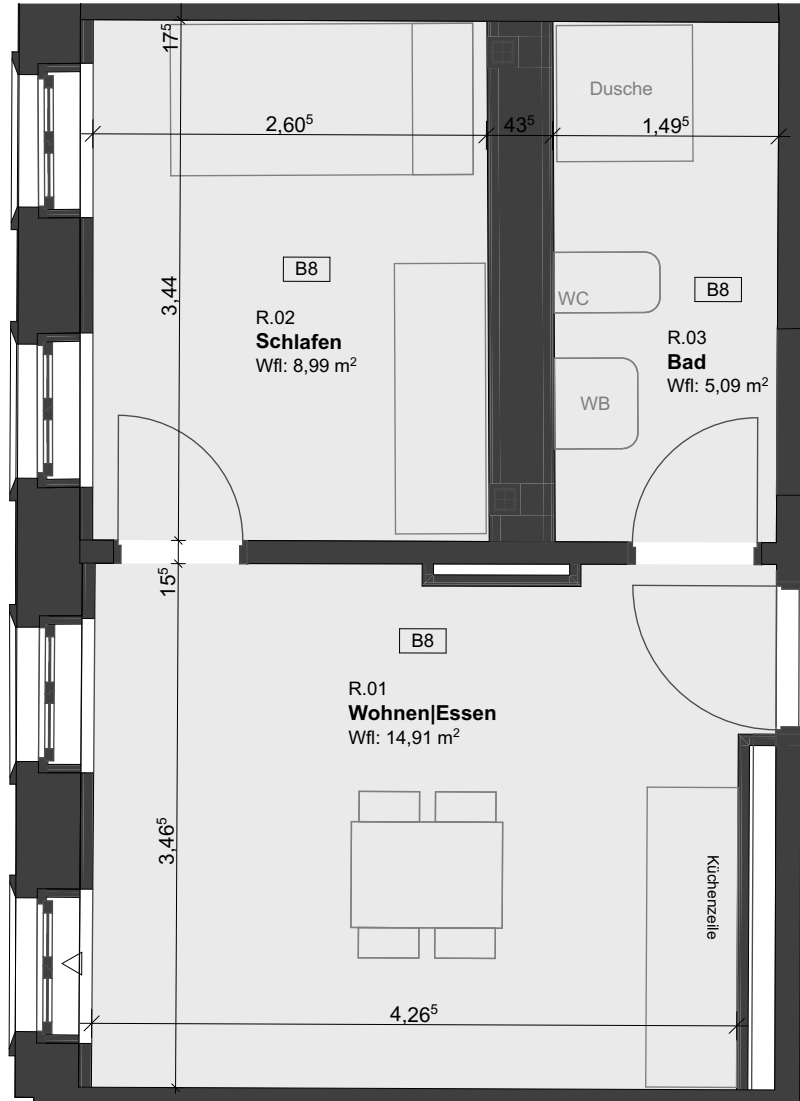 17⁵
Dusche
2,60⁵
43⁵
1,49⁵
B8
3,44
R.02
Schlafen
Wfl: 8,99 m²
WC
B8
R.03
Bad
Wfl: 5,09 m²
WB
15⁵
B8
R.01
Wohnen|Essen
Wfl: 14,91 m²
3,46⁵
Küchenzeile
4,26⁵